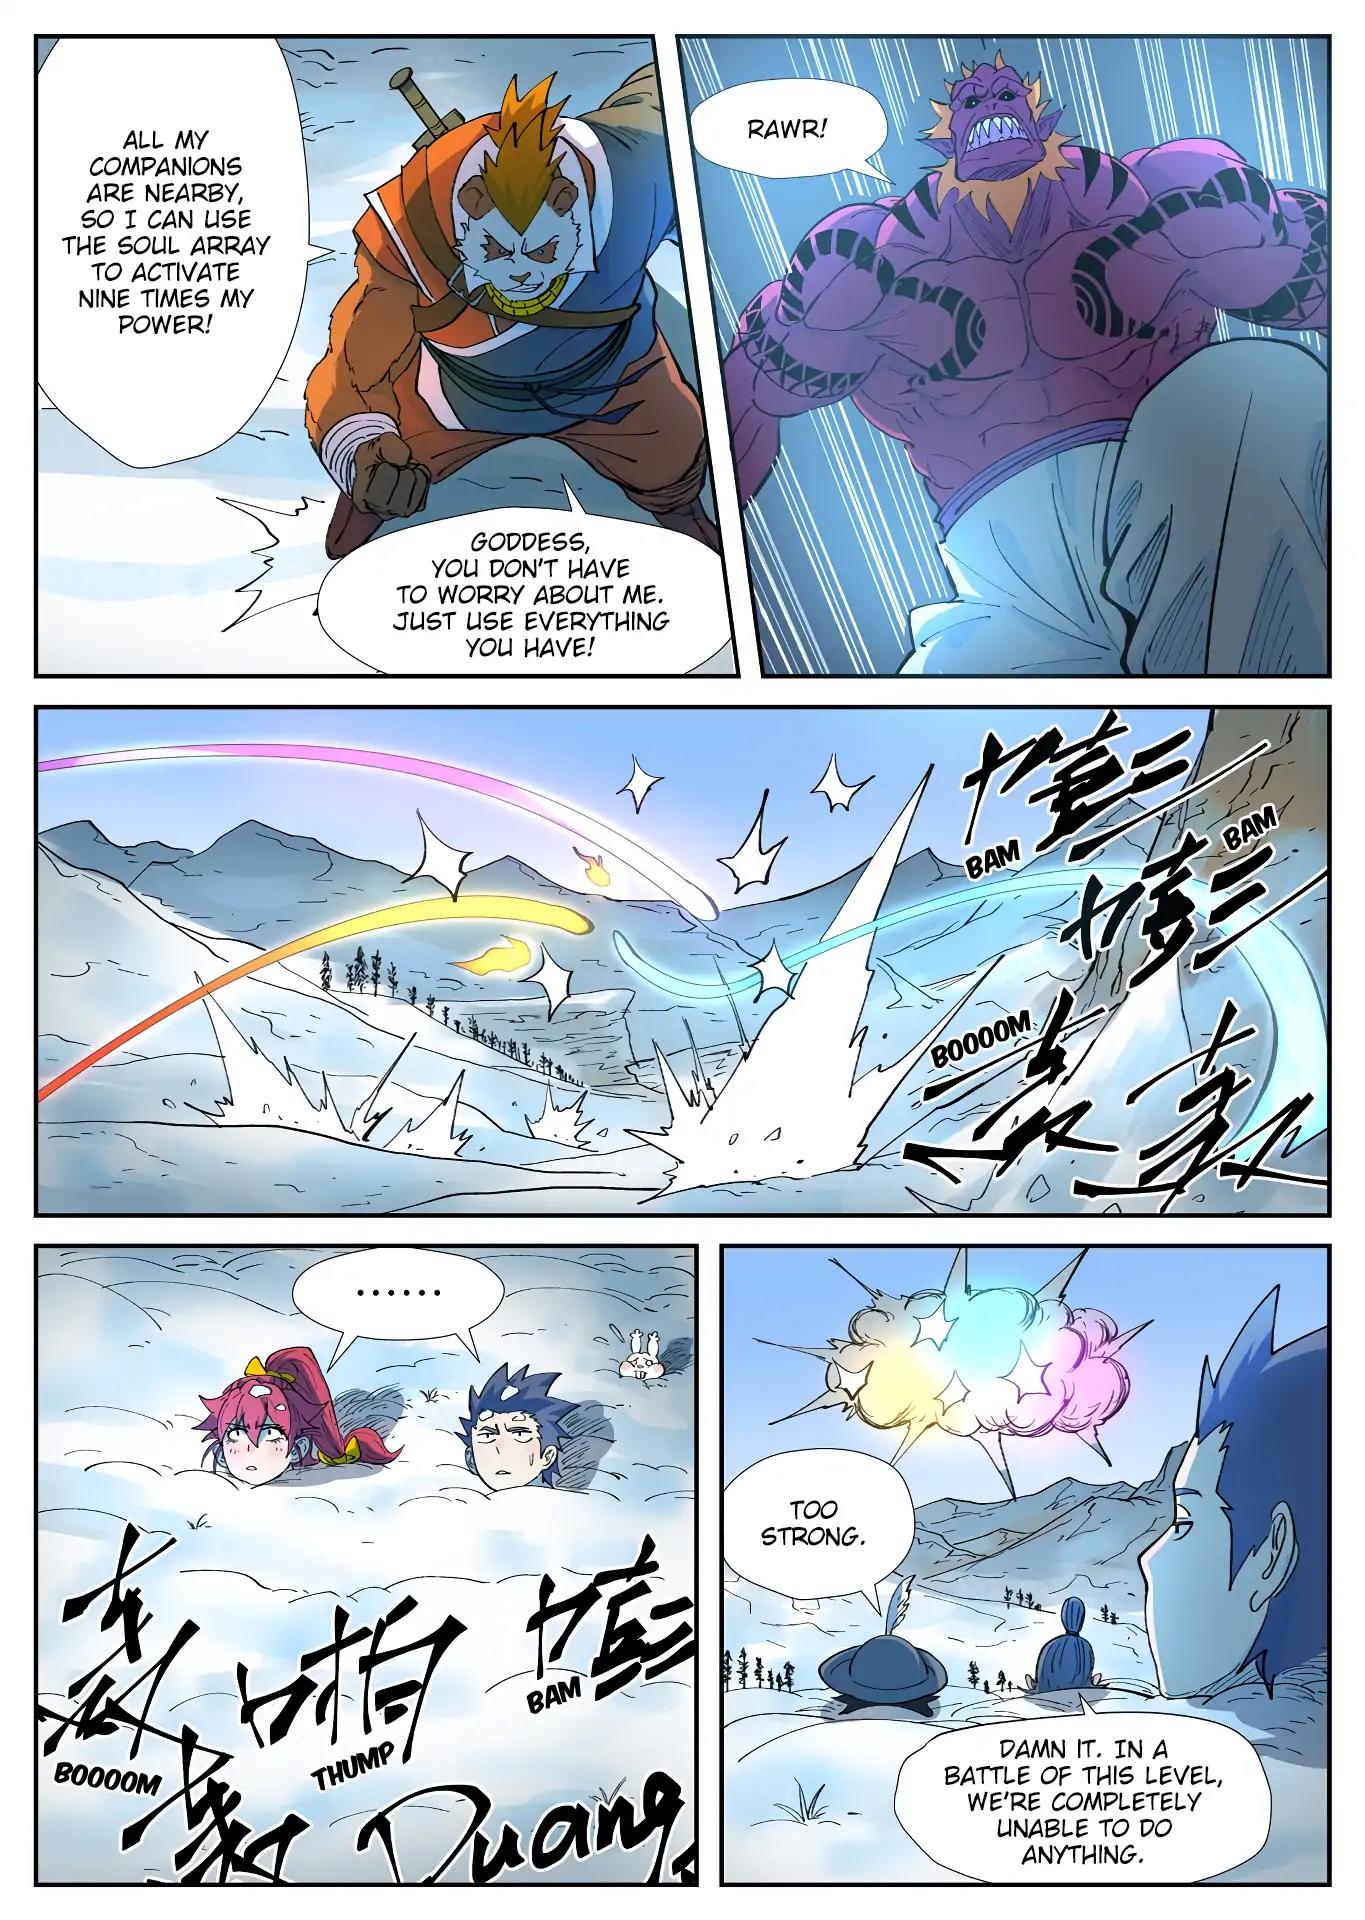 ALL MY
COMPANIONS
ARE NEARBY,
SO I CAN USE
THE SOUL ARRAY
TO ACTIVATE
NINE TIMES MY
POWER!
GODDESS,
YOU DON'T HAVE
TO WORRY ABOUT ME.
JUST USE EVERYTHING
YOU HAVE!
RAWR!
BAM
BAM
BOOOOM
......
BOOOOM
啪
THUMP
BAM
Duang
TOO
STRONG.
DAMN IT. IN A
BATTLE OF THIS LEVEL,
WE'RE COMPLETELY
UNABLE TO DO
ANYTHING.